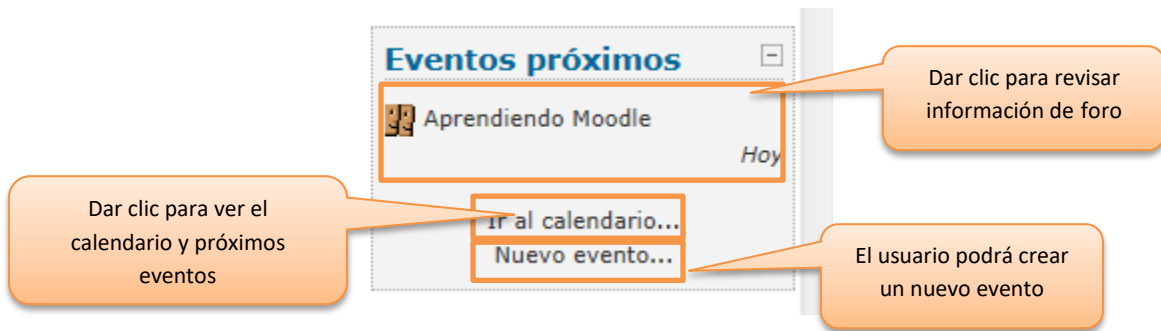 Eventos próximos
Aprendiendo Moodle
Hoy
Ir al calendario...
Nuevo evento...
Dar clic para revisar
información de foro
Dar clic para ver el
calendario y próximos
eventos
El usuario podrá crear
un nuevo evento